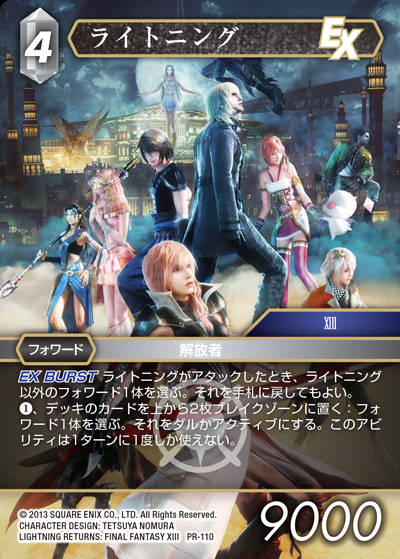 4
ライトニング
EX
XIII
フォワード
解放者
EX BURST ライトニングがアタックしたとき、ライトニング
以外のフォワード1体を選ぶ。それを手札に戻してもよい。
❶、デッキのカードを上から2枚ブレイクゾーンに置く：フォ
ワード1体を選ぶ。それをダルかアクティブにする。このアビ
リティは1ターンに1度しか使えない。
© 2013 SQUARE ENIX CO., LTD. All Rights Reserved.
CHARACTER DESIGN: TETSUYA NOMURA
LIGHTNING RETURNS: FINAL FANTASY XIII PR-110
9000